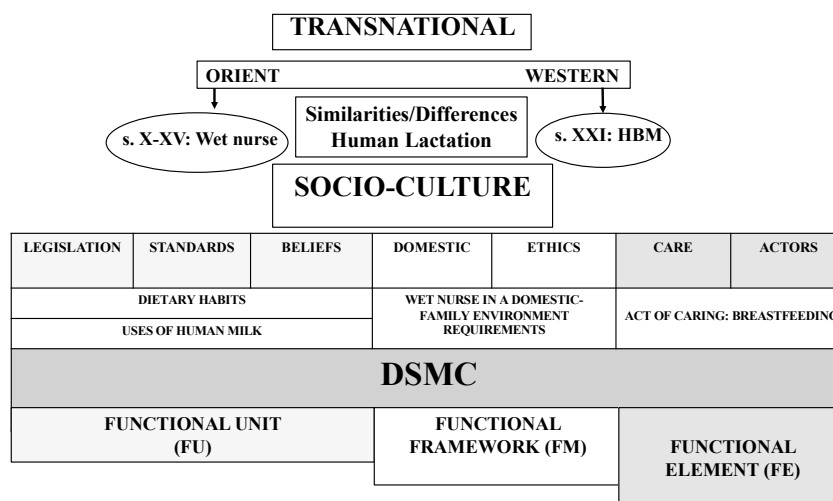 TRANSNATIONAL
ORIENT WESTERN
s. X-XV: Wet nurse
Similarities/Differences
Human Lactation
s. XXI: HBM
SOCIO-CULTURE
LEGISLATION STANDARDS BELIEFS DOMESTIC ETHICS CARE ACTORS
DIETARY HABITS
USES OF HUMAN MILK
WET NURSE IN A DOMESTIC-
FAMILY ENVIRONMENT
REQUIREMENTS
ACT OF CARING: BREASTFEEDING
DSMC
FUNCTIONAL UNIT
(FU)
FUNCTIONAL
FRAMEWORK (FM)
FUNCTIONAL
ELEMENT (FE)